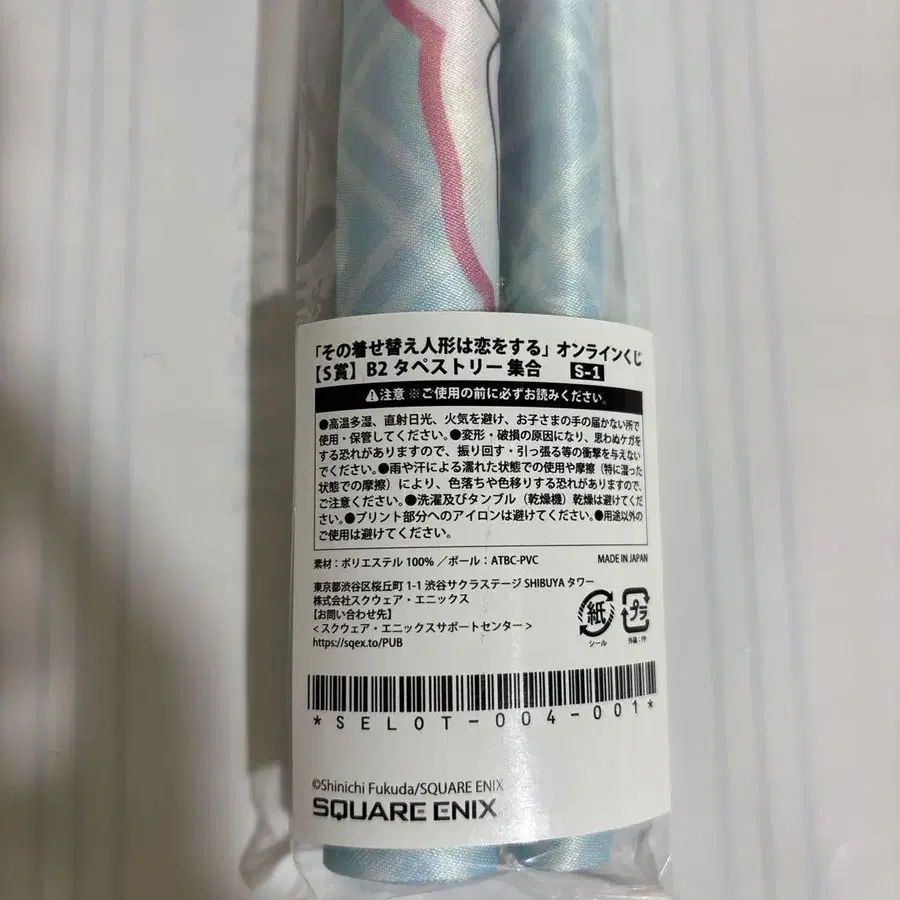 「その着せ替え人形は恋をする」オンラインくじ
【S賞】B2 タペストリー 集合 S-1
⚠注意 ※ご使用の前に必ずお読みください。
●高温多湿、直射日光、火気を避け、お子さまの手の届かない所で
使用・保管してください。●変形・破損の原因になり、思わぬケガを
する恐れがありますので、振り回す・引っ張る等の衝撃を与えない
でください。●雨や汗による濡れた状態での使用や摩擦（特に湿った
状態での摩擦）により、色落ちや色移りする恐れがありますので、
ご注意ください。●洗濯及びタンブル（乾燥機）乾燥は避けてくだ
さい。●プリント部分へのアイロンは避けてください。●用途以外の
ご使用は避けてください。
素材：ポリエステル 100％／ポール：ATBC-PVC MADE IN JAPAN
東京都渋谷区桜丘町 1-1 渋谷サクラステージ SHIBUYA タワー
株式会社スクウェア・エニックス
【お問い合わせ先】
＜スクウェア・エニックスサポートセンター＞
https://sqex.to/PUB
紙
シール
プラ
外装：PP
*SELOT-004-001*
©Shinichi Fukuda/SQUARE ENIX
SQUARE ENIX